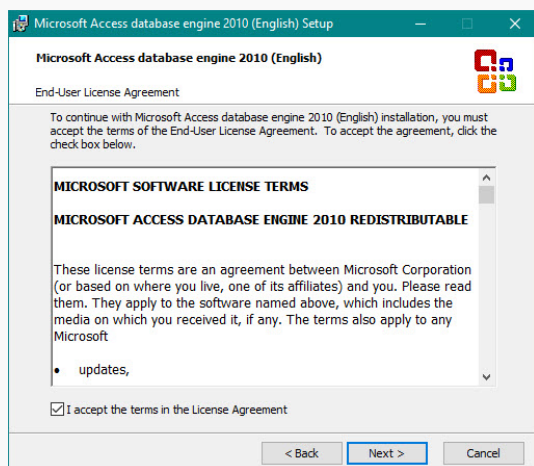 Microsoft Access database engine 2010 (English) Setup
Microsoft Access database engine 2010 (English)
End-User License Agreement
To continue with Microsoft Access database engine 2010 (English) installation, you must
accept the terms of the End-User License Agreement. To accept the agreement, click the
check box below.
MICROSOFT SOFTWARE LICENSE TERMS
MICROSOFT ACCESS DATABASE ENGINE 2010 REDISTRIBUTABLE
These license terms are an agreement between Microsoft Corporation
(or based on where you live, one of its affiliates) and you. Please read
them. They apply to the software named above, which includes the
media on which you received it, if any. The terms also apply to any
Microsoft
• updates,
I accept the terms in the License Agreement
< Back Next > Cancel